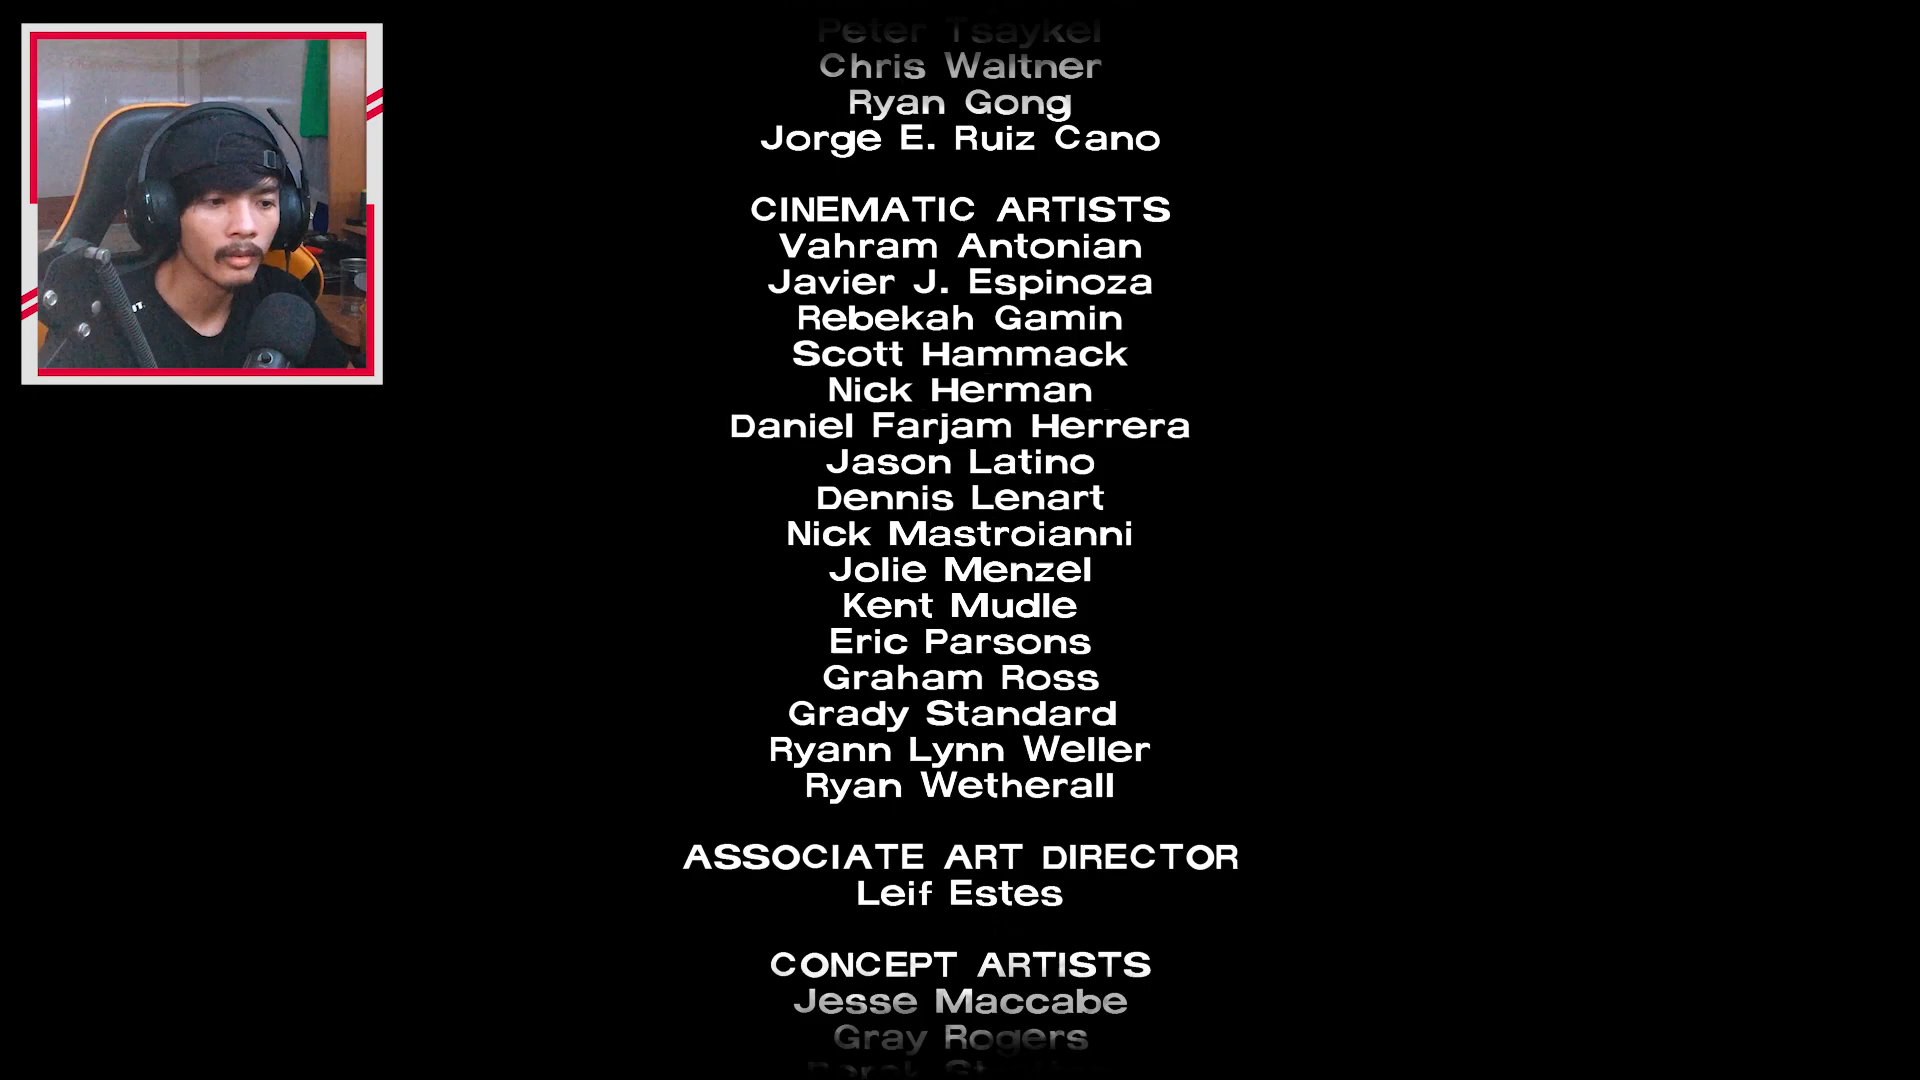 Peter Tsaykel
Chris Waltner
Ryan Gong
Jorge E. Ruiz Cano
CINEMATIC ARTISTS
Vahram Antonian
Javier J. Espinoza
Rebekah Gamin
Scott Hammack
Nick Herman
Daniel Farjam Herrera
Jason Latino
Dennis Lenart
Nick Mastroianni
Jolie Menzel
Kent Mudle
Eric Parsons
Graham Ross
Grady Standard
Ryann Lynn Weller
Ryan Wetherall
ASSOCIATE ART DIRECTOR
Leif Estes
CONCEPT ARTISTS
Jesse Maccabe
Gray Rogers